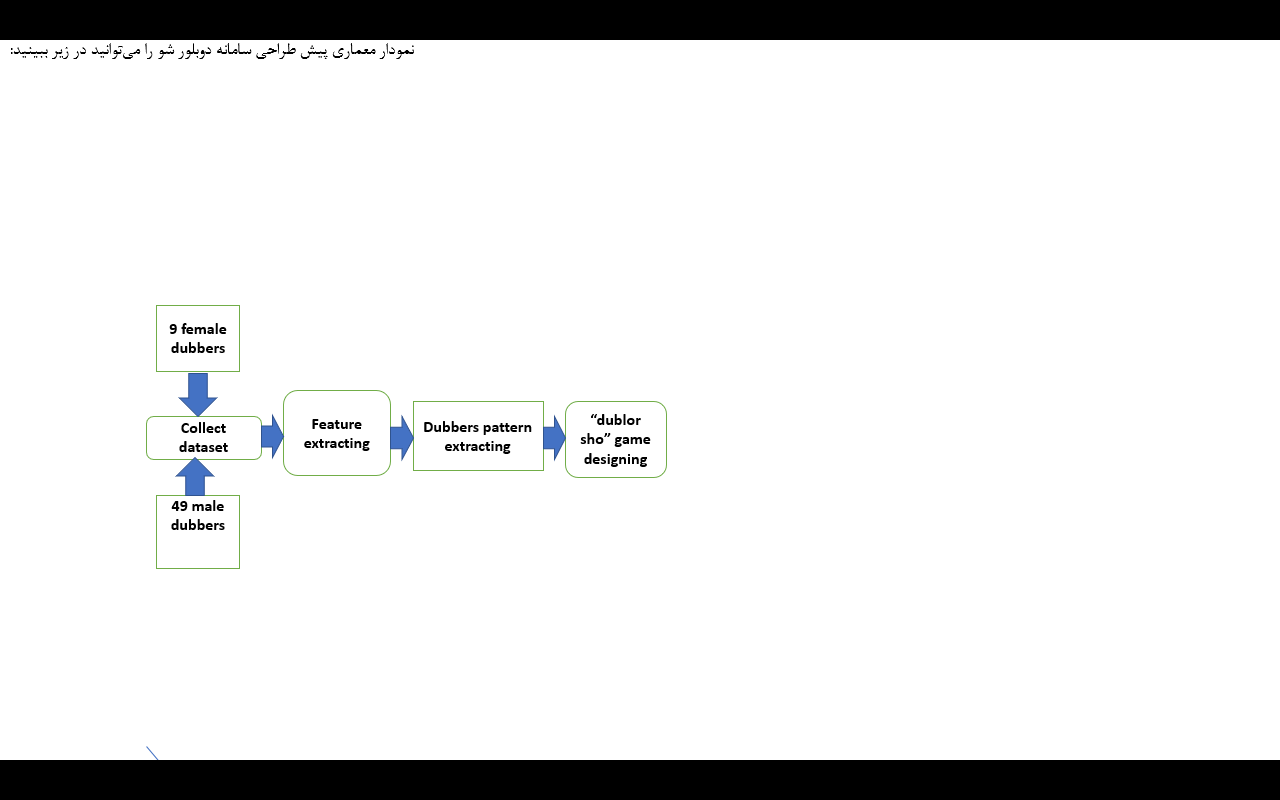 نمودار معماری پیش طراحی سامانه دوبلور شو را می‌توانید در زیر ببینید:
9 female
dubbers
Collect
dataset
49 male
dubbers
Feature
extracting
Dubbers pattern
extracting
“dublor
sho” game
designing